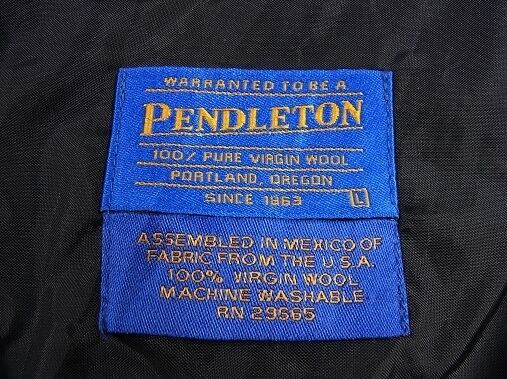 WARRANTED TO BE A
PENDLETON
100% PURE VIRGIN WOOL
PORTLAND, OREGON
SINCE 1863 L
ASSEMBLED IN MEXICO OF
FABRIC FROM THE U.S.A.
100% VIRGIN WOOL
MACHINE WASHABLE
RN 29565